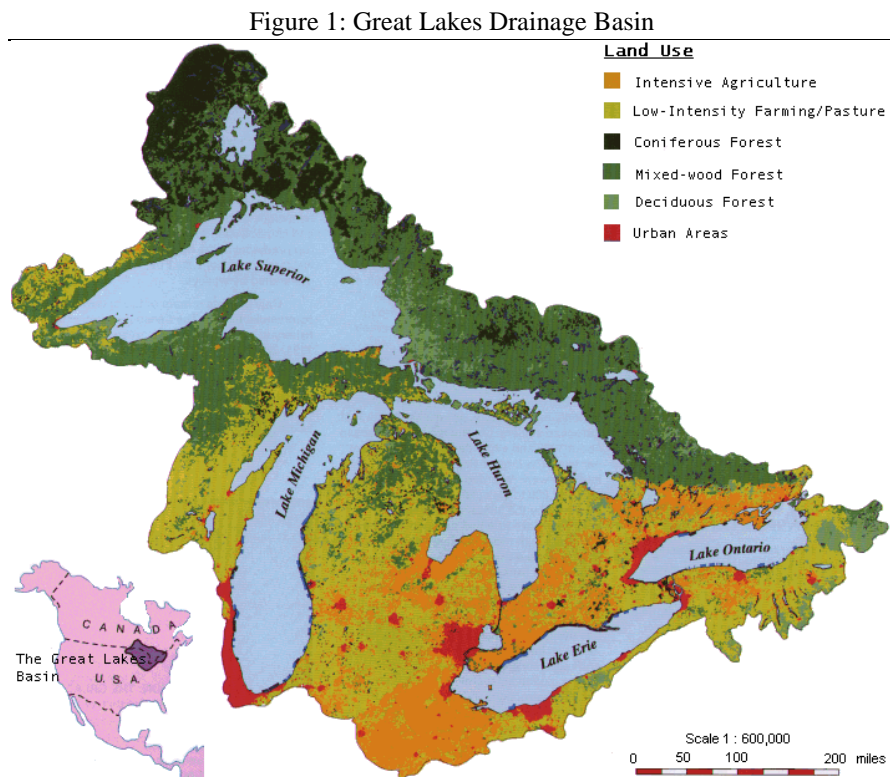 Figure 1: Great Lakes Drainage Basin
Land Use
Intensive Agriculture
Low-Intensity Farming/Pasture
Coniferous Forest
Mixed-wood Forest
Deciduous Forest
Urban Areas
Lake Superior
Lake Michigan
Lake Huron
Lake Ontario
Lake Erie
CANADA
The Great Lakes
Basin
U.S.A.
Scale 1 : 600,000
0 50 100 200 miles